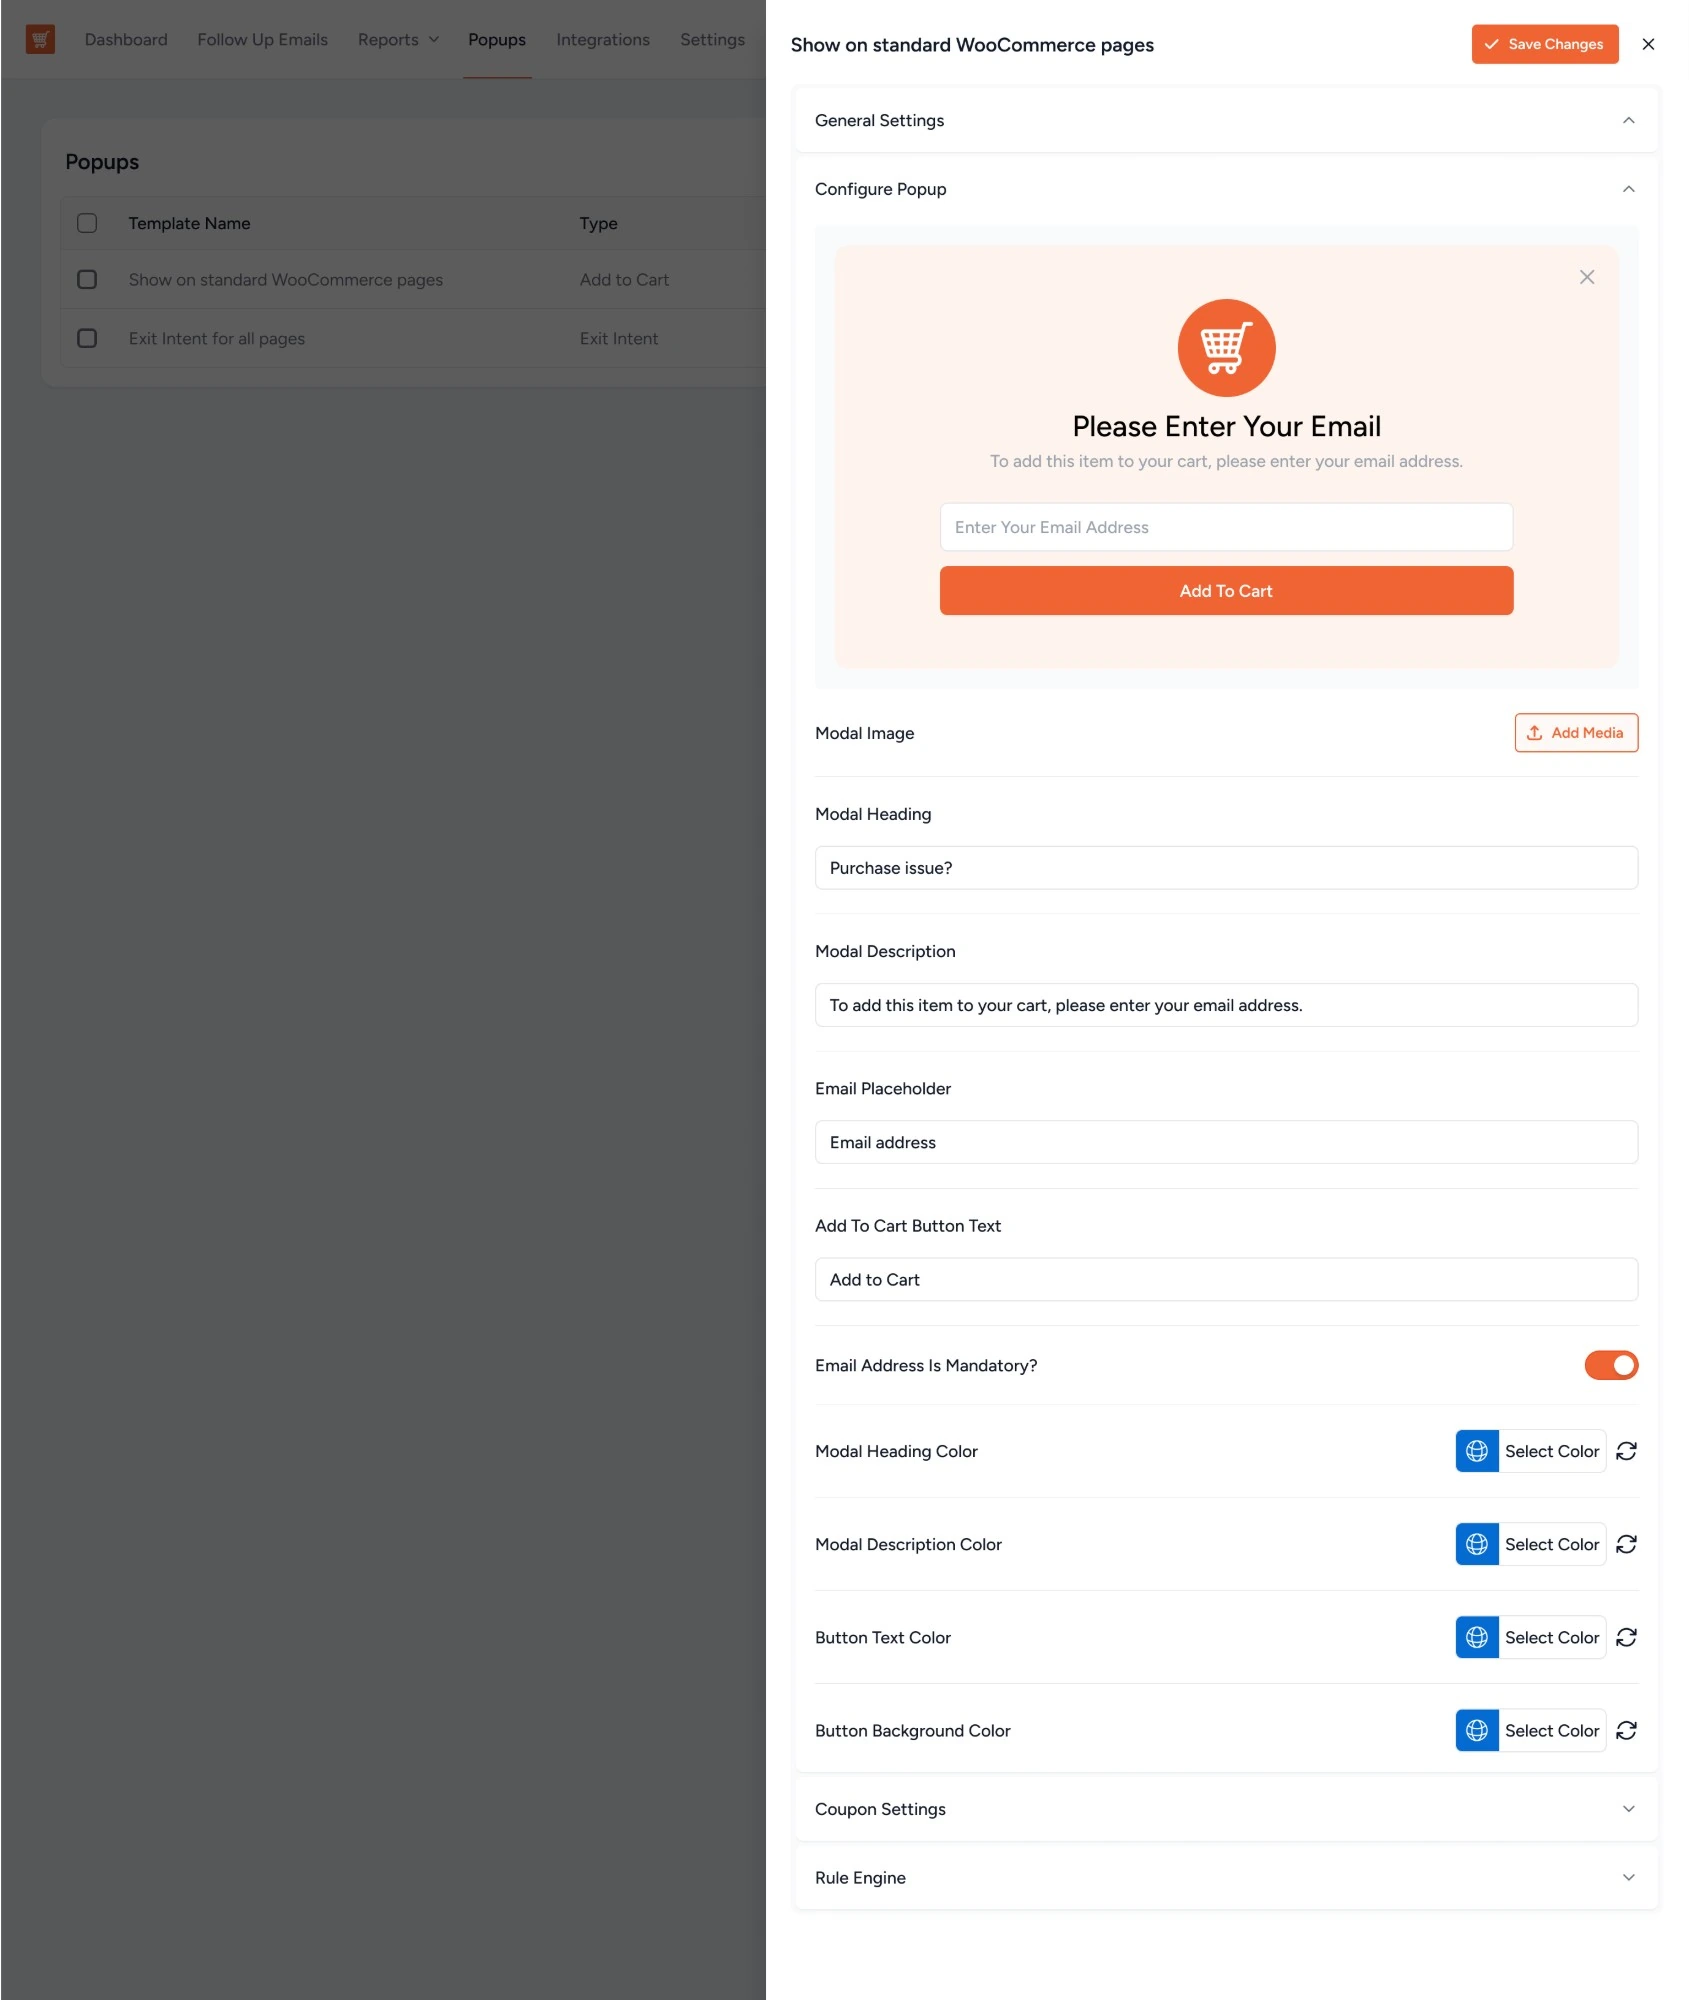 Dashboard
Follow Up Emails
Reports
Popups
Integrations
Settings
Popups
Template Name Type
Show on standard WooCommerce pages Add to Cart
Exit Intent for all pages Exit Intent
Show on standard WooCommerce pages
Save Changes
General Settings
Configure Popup
Please Enter Your Email
To add this item to your cart, please enter your email address.
Enter Your Email Address
Add To Cart
Modal Image
Add Media
Modal Heading
Purchase issue?
Modal Description
To add this item to your cart, please enter your email address.
Email Placeholder
Email address
Add To Cart Button Text
Add to Cart
Email Address Is Mandatory?
Modal Heading Color
Select Color
Modal Description Color
Select Color
Button Text Color
Select Color
Button Background Color
Select Color
Coupon Settings
Rule Engine